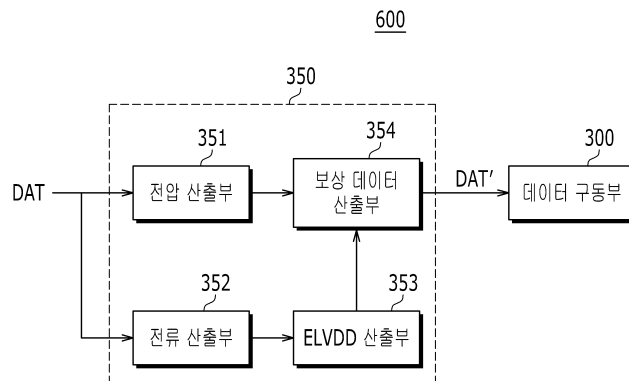 600
350
351
354
300
DAT
전압 산출부
보상 데이터
산출부
DAT′
데이터 구동부
352
353
전류 산출부
ELVDD 산출부